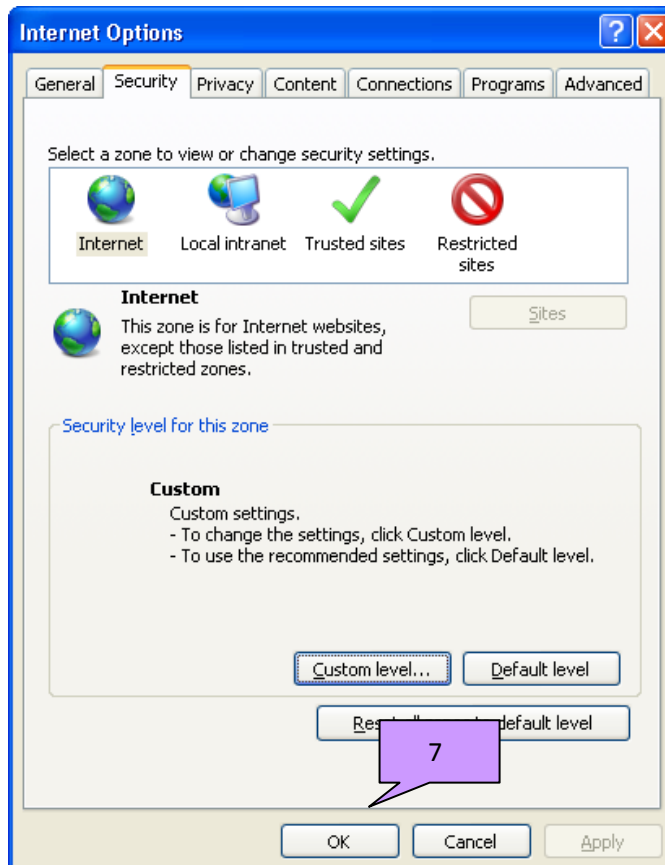 Internet Options
General Security Privacy Content Connections Programs Advanced
Select a zone to view or change security settings.
Internet Local intranet Trusted sites Restricted sites
Internet
Sites
This zone is for Internet websites,
except those listed in trusted and
restricted zones.
Security level for this zone
Custom
Custom settings.
- To change the settings, click Custom level.
- To use the recommended settings, click Default level.
Custom level... Default level
default level
7
OK Cancel Apply